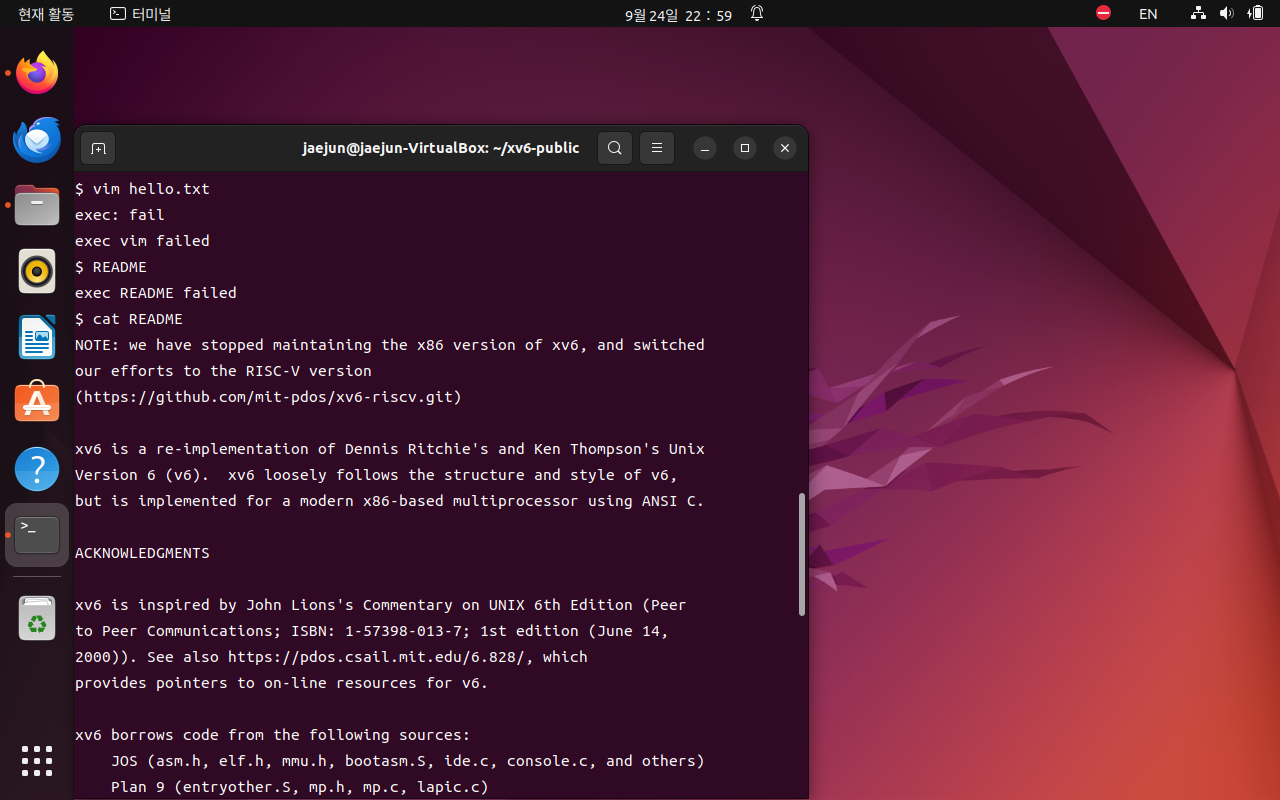 현재 활동
터미널
9월 24일 22 : 59
EN
jaejun@jaejun-VirtualBox: ~/xv6-public
$ vim hello.txt
exec: fail
exec vim failed
$ README
exec README failed
$ cat README
NOTE: we have stopped maintaining the x86 version of xv6, and switched
our efforts to the RISC-V version
(https://github.com/mit-pdos/xv6-riscv.git)
xv6 is a re-implementation of Dennis Ritchie's and Ken Thompson's Unix
Version 6 (v6).  xv6 loosely follows the structure and style of v6,
but is implemented for a modern x86-based multiprocessor using ANSI C.
ACKNOWLEDGMENTS
xv6 is inspired by John Lions's Commentary on UNIX 6th Edition (Peer
to Peer Communications; ISBN: 1-57398-013-7; 1st edition (June 14,
2000)). See also https://pdos.csail.mit.edu/6.828/, which
provides pointers to on-line resources for v6.
xv6 borrows code from the following sources:
    JOS (asm.h, elf.h, mmu.h, bootasm.S, ide.c, console.c, and others)
    Plan 9 (entryother.S, mp.h, mp.c, lapic.c)